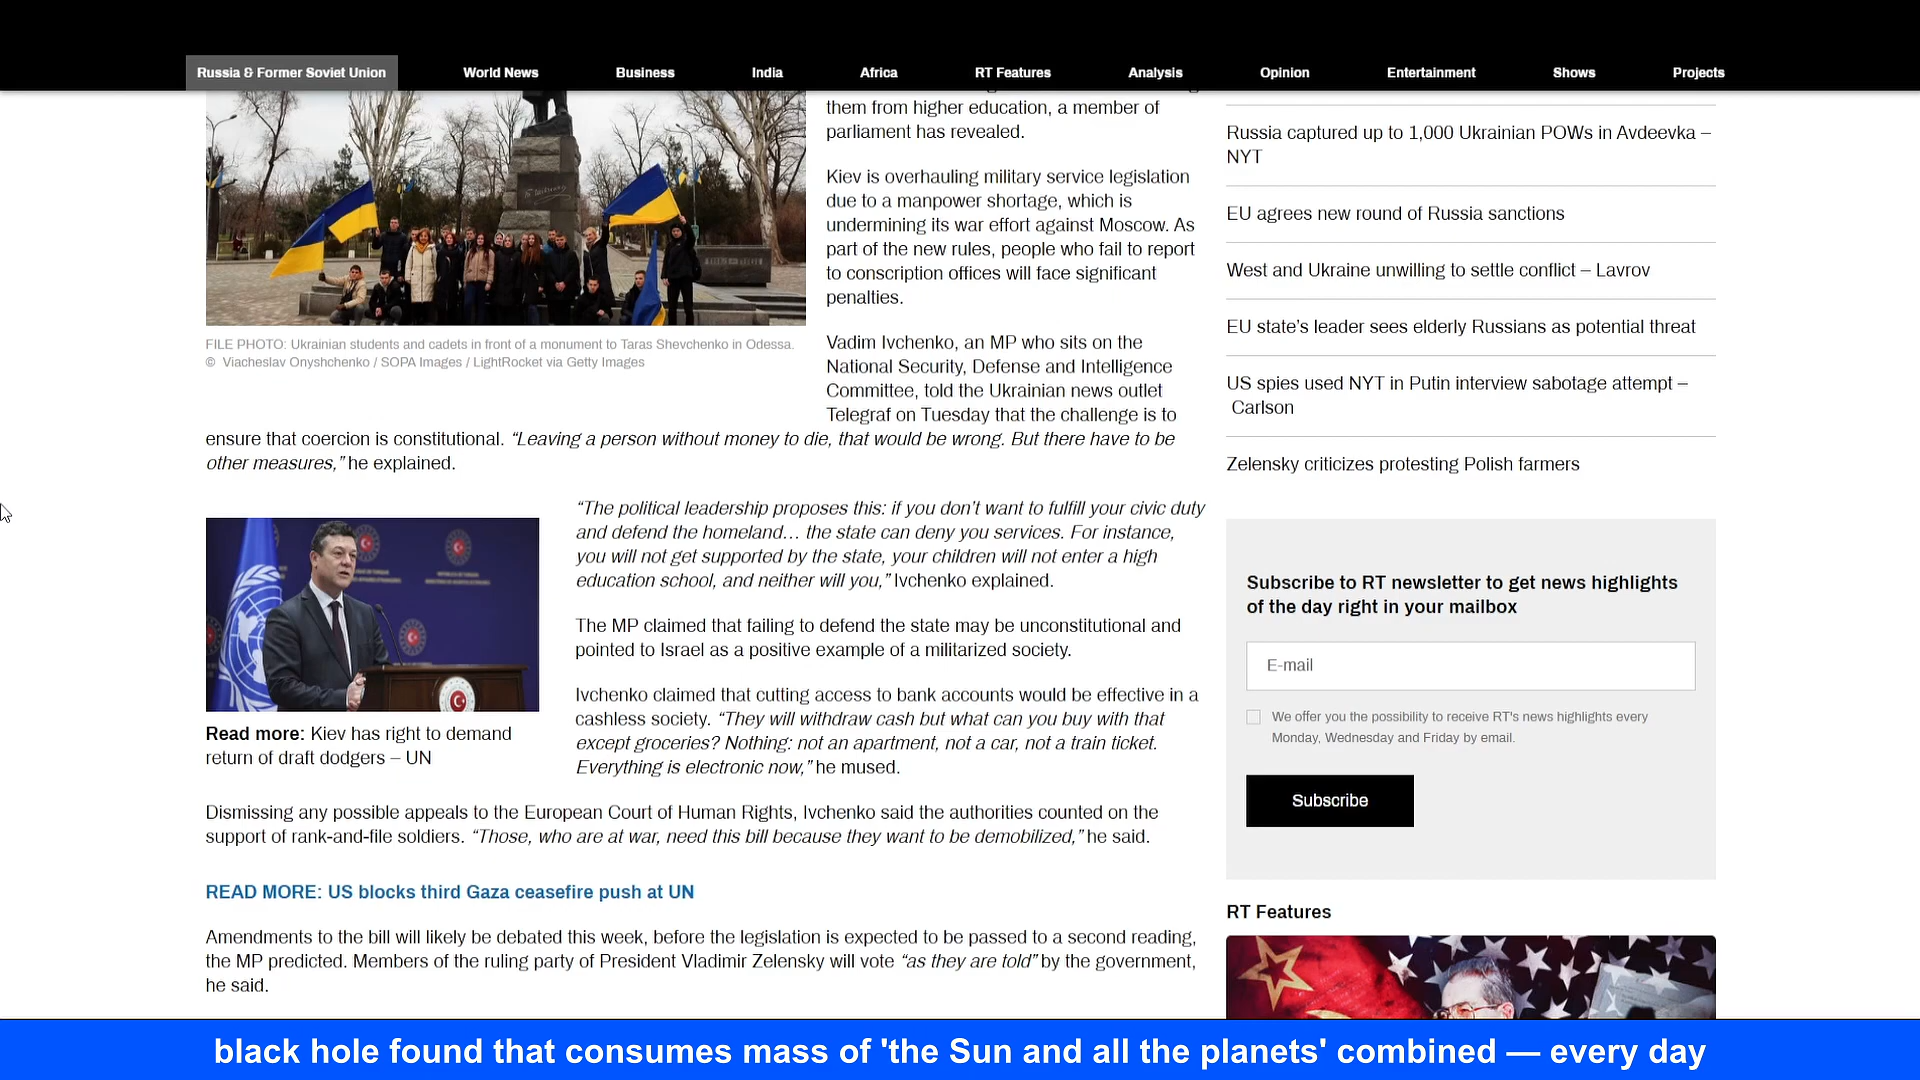 Russia & Former Soviet Union
World News
Business
India
Africa
RT Features
Analysis
Opinion
Entertainment
Shows
Projects
them from higher education, a member of
parliament has revealed.
Kiev is overhauling military service legislation
due to a manpower shortage, which is
undermining its war effort against Moscow. As
part of the new rules, people who fail to report
to conscription offices will face significant
penalties.
FILE PHOTO: Ukrainian students and cadets in front of a monument to Taras Shevchenko in Odessa.
© Viacheslav Onyshchenko / SOPA Images / LightRocket via Getty Images
Vadim Ivchenko, an MP who sits on the
National Security, Defense and Intelligence
Committee, told the Ukrainian news outlet
Telegraf on Tuesday that the challenge is to
ensure that coercion is constitutional. “Leaving a person without money to die, that would be wrong. But there have to be
other measures,” he explained.
“The political leadership proposes this: if you don’t want to fulfill your civic duty
and defend the homeland… the state can deny you services. For instance,
you will not get supported by the state, your children will not enter a high
education school, and neither will you,” Ivchenko explained.
The MP claimed that failing to defend the state may be unconstitutional and
pointed to Israel as a positive example of a militarized society.
Ivchenko claimed that cutting access to bank accounts would be effective in a
cashless society. “They will withdraw cash but what can you buy with that
except groceries? Nothing: not an apartment, not a car, not a train ticket.
Everything is electronic now,” he mused.
Read more: Kiev has right to demand
return of draft dodgers – UN
Dismissing any possible appeals to the European Court of Human Rights, Ivchenko said the authorities counted on the
support of rank-and-file soldiers. “Those, who are at war, need this bill because they want to be demobilized,” he said.
READ MORE: US blocks third Gaza ceasefire push at UN
Amendments to the bill will likely be debated this week, before the legislation is expected to be passed to a second reading,
the MP predicted. Members of the ruling party of President Vladimir Zelensky will vote “as they are told” by the government,
he said.
Russia captured up to 1,000 Ukrainian POWs in Avdeevka –
NYT
EU agrees new round of Russia sanctions
West and Ukraine unwilling to settle conflict – Lavrov
EU state’s leader sees elderly Russians as potential threat
US spies used NYT in Putin interview sabotage attempt –
Carlson
Zelensky criticizes protesting Polish farmers
Subscribe to RT newsletter to get news highlights
of the day right in your mailbox
E-mail
We offer you the possibility to receive RT's news highlights every
Monday, Wednesday and Friday by email.
Subscribe
RT Features
black hole found that consumes mass of 'the Sun and all the planets' combined — every day